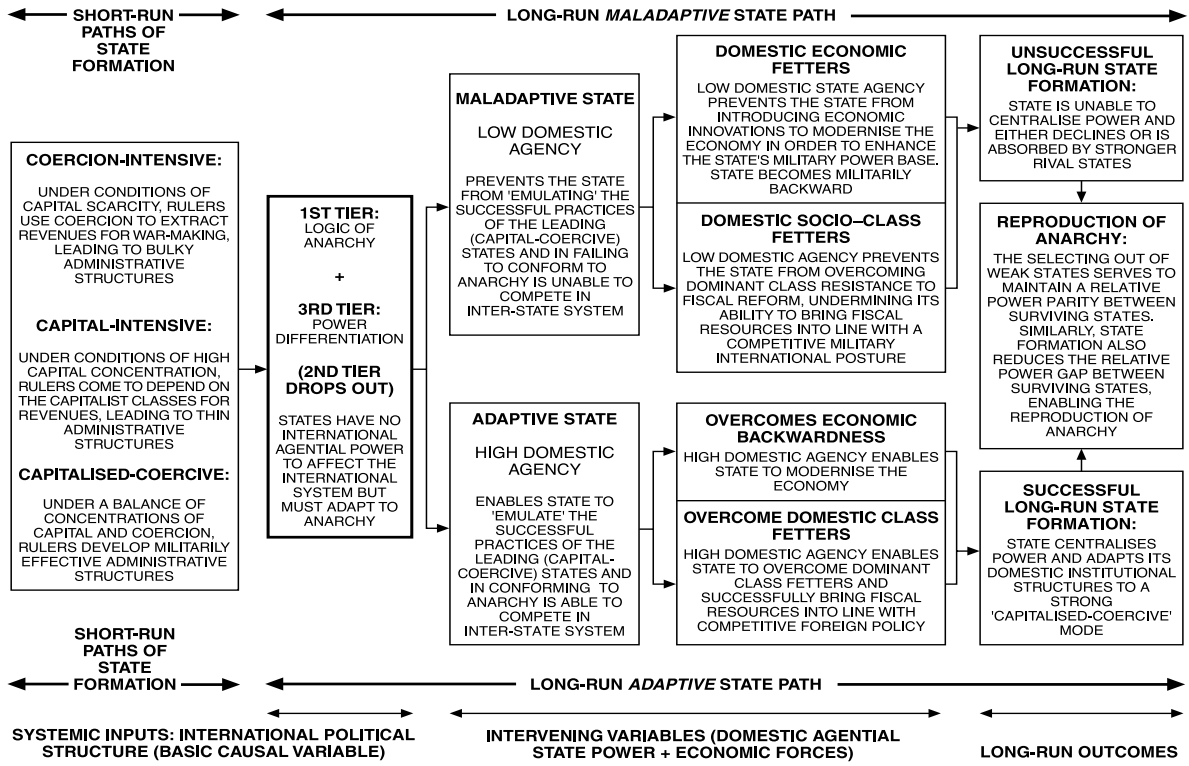 SHORT-RUN
PATHS OF
STATE
FORMATION
LONG-RUN MALADAPTIVE STATE PATH
COERCION-INTENSIVE:
UNDER CONDITIONS OF
CAPITAL SCARCITY, RULERS
USE COERCION TO EXTRACT
REVENUES FOR WAR-MAKING,
LEADING TO BULKY
ADMINISTRATIVE
STRUCTURES
CAPITAL-INTENSIVE:
UNDER CONDITIONS OF HIGH
CAPITAL CONCENTRATION,
RULERS COME TO DEPEND ON
THE CAPITALIST CLASSES FOR
REVENUES, LEADING TO THIN
ADMINISTRATIVE
STRUCTURES
CAPITALISED-COERCIVE:
UNDER A BALANCE OF
CONCENTRATIONS OF
CAPITAL AND COERCION,
RULERS DEVELOP MILITARILY
EFFECTIVE ADMINISTRATIVE
STRUCTURES
1ST TIER:
LOGIC OF
ANARCHY
+
3RD TIER:
POWER
DIFFERENTIATION
(2ND TIER
DROPS OUT)
STATES HAVE NO
INTERNATIONAL
AGENTIAL POWER
TO AFFECT THE
INTERNATIONAL
SYSTEM BUT
MUST ADAPT TO
ANARCHY
MALADAPTIVE STATE
LOW DOMESTIC
AGENCY
PREVENTS THE STATE
FROM 'EMULATING' THE
SUCCESSFUL PRACTICES
OF THE LEADING
(CAPITAL-COERCIVE)
STATES AND IN FAILING
TO CONFORM TO
ANARCHY IS UNABLE TO
COMPETE IN
INTER-STATE SYSTEM
ADAPTIVE STATE
HIGH DOMESTIC
AGENCY
ENABLES STATE TO
'EMULATE' THE
SUCCESSFUL
PRACTICES OF THE
LEADING (CAPITAL-
COERCIVE) STATES AND
IN CONFORMING TO
ANARCHY IS ABLE TO
COMPETE IN
INTER-STATE SYSTEM
DOMESTIC ECONOMIC
FETTERS
LOW DOMESTIC STATE AGENCY
PREVENTS THE STATE FROM
INTRODUCING ECONOMIC
INNOVATIONS TO MODERNISE THE
ECONOMY IN ORDER TO ENHANCE
THE STATE'S MILITARY POWER BASE.
STATE BECOMES MILITARILY
BACKWARD
DOMESTIC SOCIO–CLASS
FETTERS
LOW DOMESTIC AGENCY PREVENTS
THE STATE FROM OVERCOMING
DOMINANT CLASS RESISTANCE TO
FISCAL REFORM, UNDERMINING ITS
ABILITY TO BRING FISCAL
RESOURCES INTO LINE WITH A
COMPETITIVE MILITARY
INTERNATIONAL POSTURE
OVERCOMES ECONOMIC
BACKWARDNESS
HIGH DOMESTIC AGENCY ENABLES
STATE TO MODERNISE THE
ECONOMY
OVERCOME DOMESTIC CLASS
FETTERS
HIGH DOMESTIC AGENCY ENABLES
STATE TO OVERCOME DOMINANT
CLASS FETTERS AND
SUCCESSFULLY BRING FISCAL
RESOURCES INTO LINE WITH
COMPETITIVE FOREIGN POLICY
UNSUCCESSFUL
LONG-RUN STATE
FORMATION:
STATE IS UNABLE TO
CENTRALISE POWER AND
EITHER DECLINES OR IS
ABSORBED BY STRONGER
RIVAL STATES
REPRODUCTION OF
ANARCHY:
THE SELECTING OUT OF
WEAK STATES SERVES TO
MAINTAIN A RELATIVE
POWER PARITY BETWEEN
SURVIVING STATES.
SIMILARLY, STATE
FORMATION ALSO
REDUCES THE RELATIVE
POWER GAP BETWEEN
SURVIVING STATES,
ENABLING THE
REPRODUCTION OF
ANARCHY
SUCCESSFUL
LONG-RUN STATE
FORMATION:
STATE CENTRALISES
POWER AND ADAPTS ITS
DOMESTIC INSTITUTIONAL
STRUCTURES TO A
STRONG
'CAPITALISED-COERCIVE'
MODE
SHORT-RUN
PATHS OF
STATE
FORMATION
LONG-RUN ADAPTIVE STATE PATH
SYSTEMIC INPUTS: INTERNATIONAL POLITICAL
STRUCTURE (BASIC CAUSAL VARIABLE)
INTERVENING VARIABLES (DOMESTIC AGENTIAL
STATE POWER + ECONOMIC FORCES)
LONG-RUN OUTCOMES